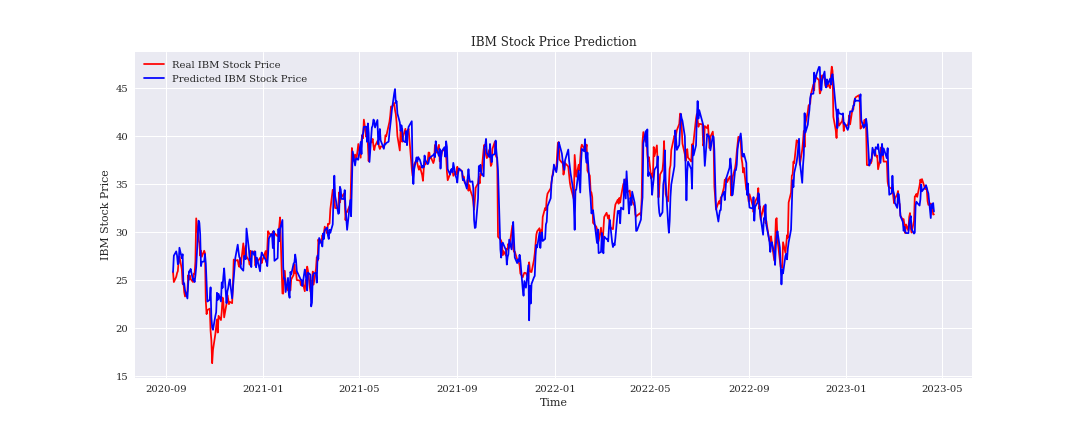 IBM Stock Price Prediction
Real IBM Stock Price
Predicted IBM Stock Price
IBM Stock Price
45
40
35
30
25
20
15
2020-09 2021-01 2021-05 2021-09 2022-01 2022-05 2022-09 2023-01 2023-05
Time